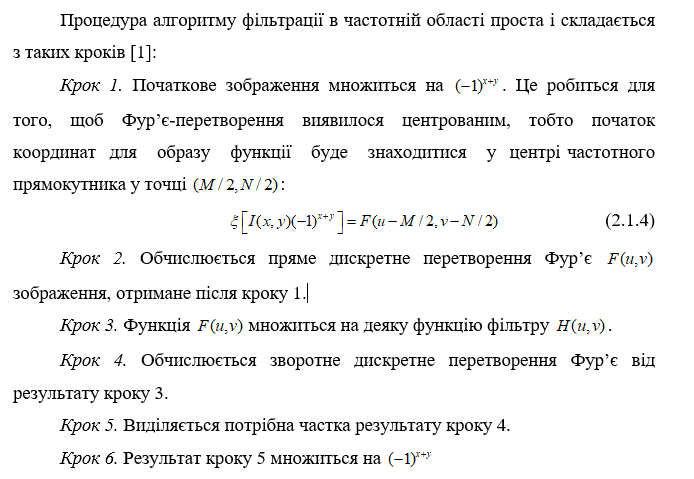 Процедура алгоритму фільтрації в частотній області проста і складається
з таких кроків [1]:
Крок 1. Початкове зображення множиться на (−1)^{x+y}. Це робиться для
того, щоб Фур’є-перетворення виявилося центрованим, тобто початок
координат для образу функції буде знаходитися у центрі частотного
прямокутника у точці (M / 2, N / 2):
ξ[I(x, y)(−1)^{x+y}] = F(u − M / 2, v − N / 2) (2.1.4)
Крок 2. Обчислюється пряме дискретне перетворення Фур’є F(u,v)
зображення, отримане після кроку 1.
Крок 3. Функція F(u,v) множиться на деяку функцію фільтру H(u,v).
Крок 4. Обчислюється зворотне дискретне перетворення Фур’є від
результату кроку 3.
Крок 5. Виділяється потрібна частка результату кроку 4.
Крок 6. Результат кроку 5 множиться на (−1)^{x+y}